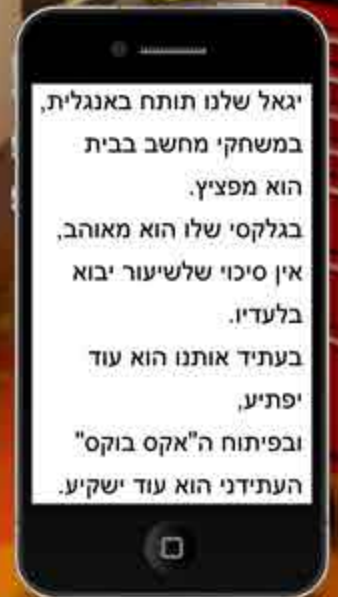 יגאל שלנו תותח באנגלית,
במשחקי מחשב בבית
הוא מפציץ.
בגלקסי שלו הוא מאוהב,
אין סיכוי שלשיעור יבוא
בלעדיו.
בעתיד אותנו הוא עוד
יפתיע,
ובפיתוח ה"אקס בוקס"
העתידני הוא עוד ישקיע.